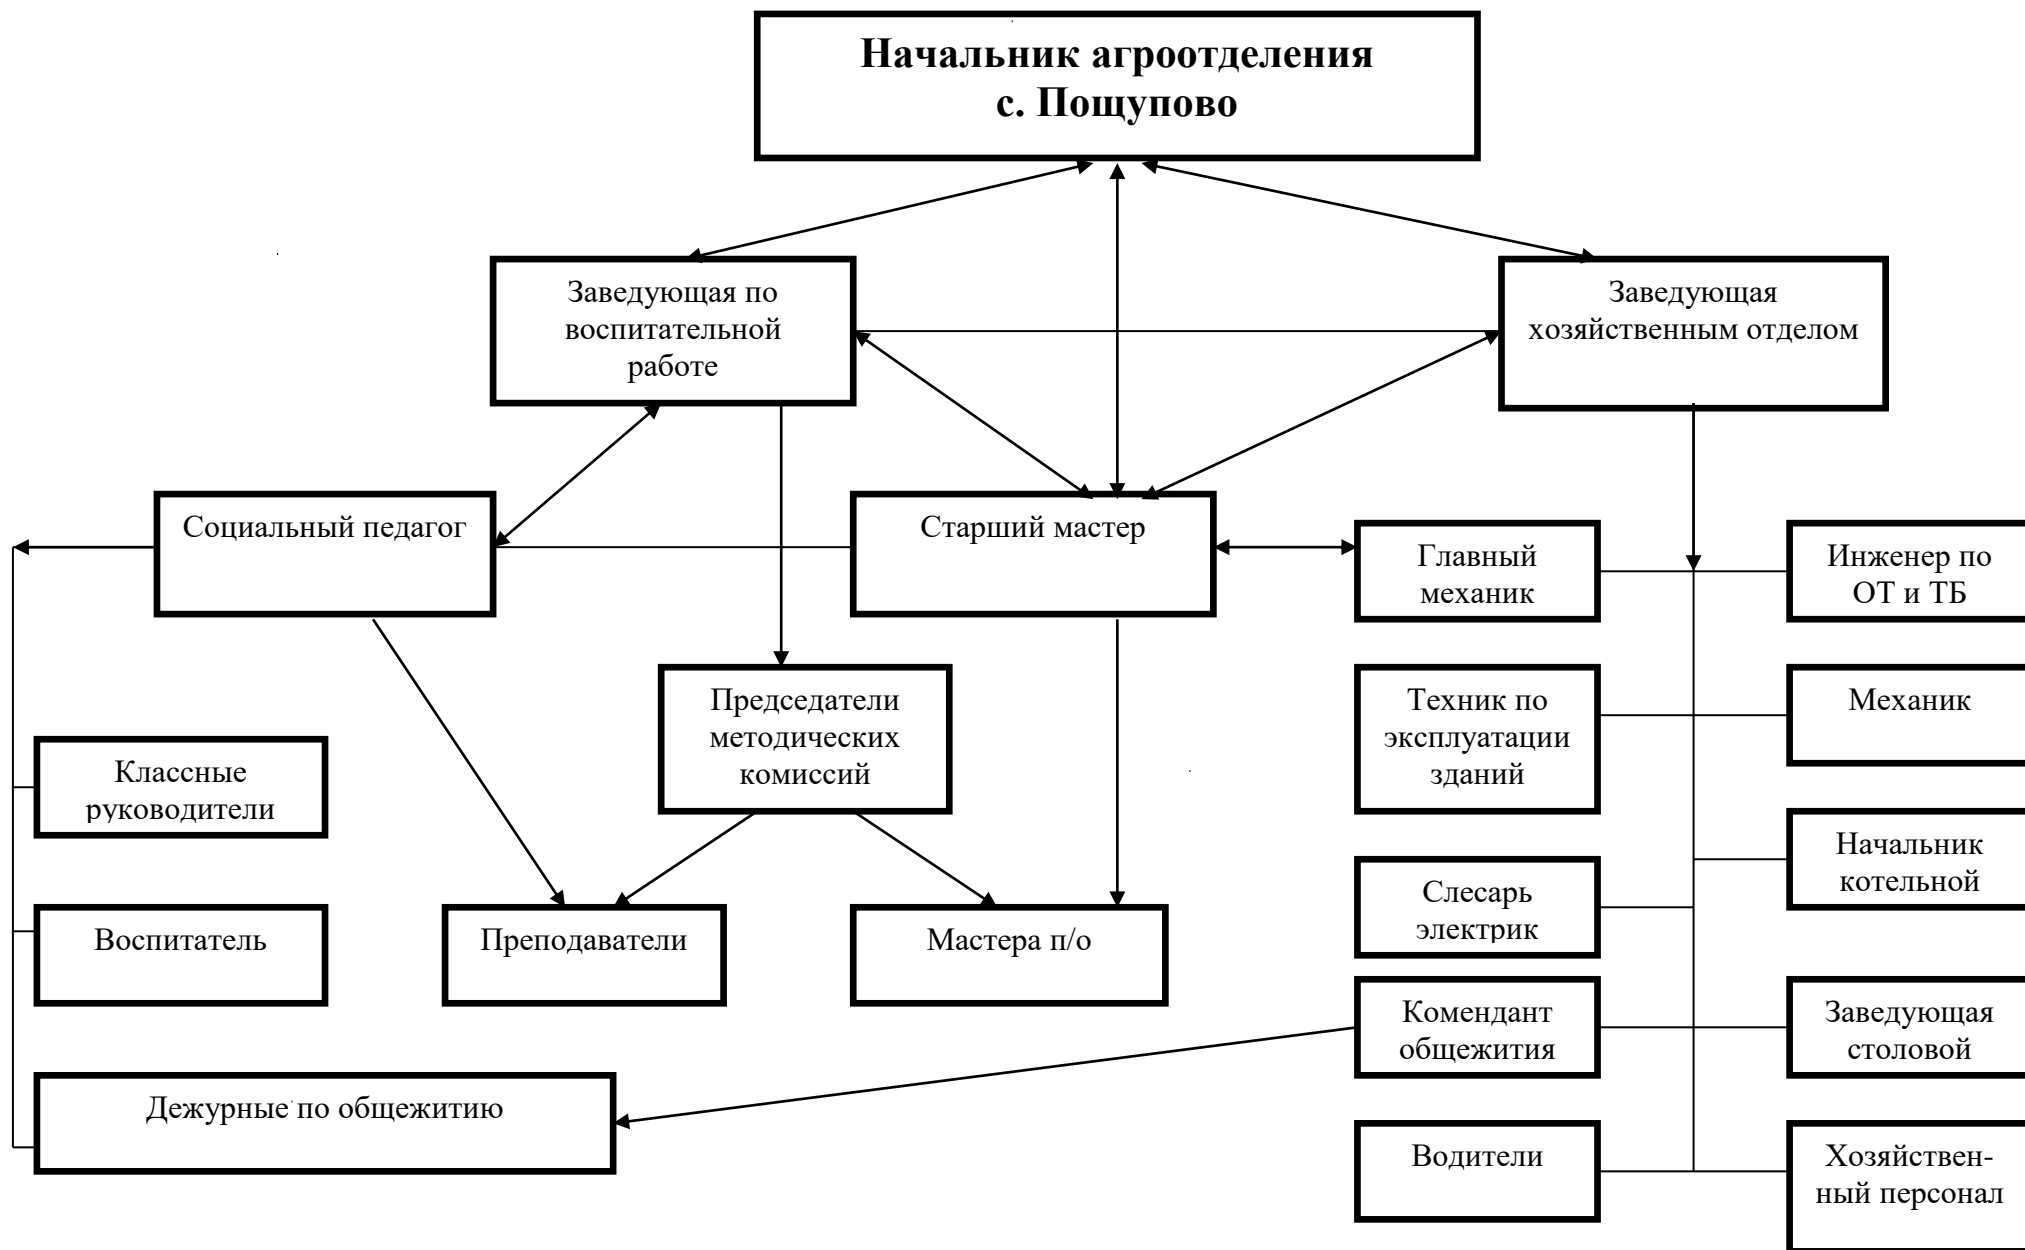 Начальник агроотделения
с. Пощупово
Заведующая по
воспитательной
работе
Заведующая
хозяйственным отделом
Социальный педагог
Старший мастер
Главный
механик
Инженер по
ОТ и ТБ
Председатели
методических
комиссий
Техник по
эксплуатации
зданий
Механик
Классные
руководители
Начальник
котельной
Слесарь
электрик
Воспитатель
Преподаватели
Мастера п/о
Комендант
общежития
Заведующая
столовой
Дежурные по общежитию
Водители
Хозяйствен-
ный персонал